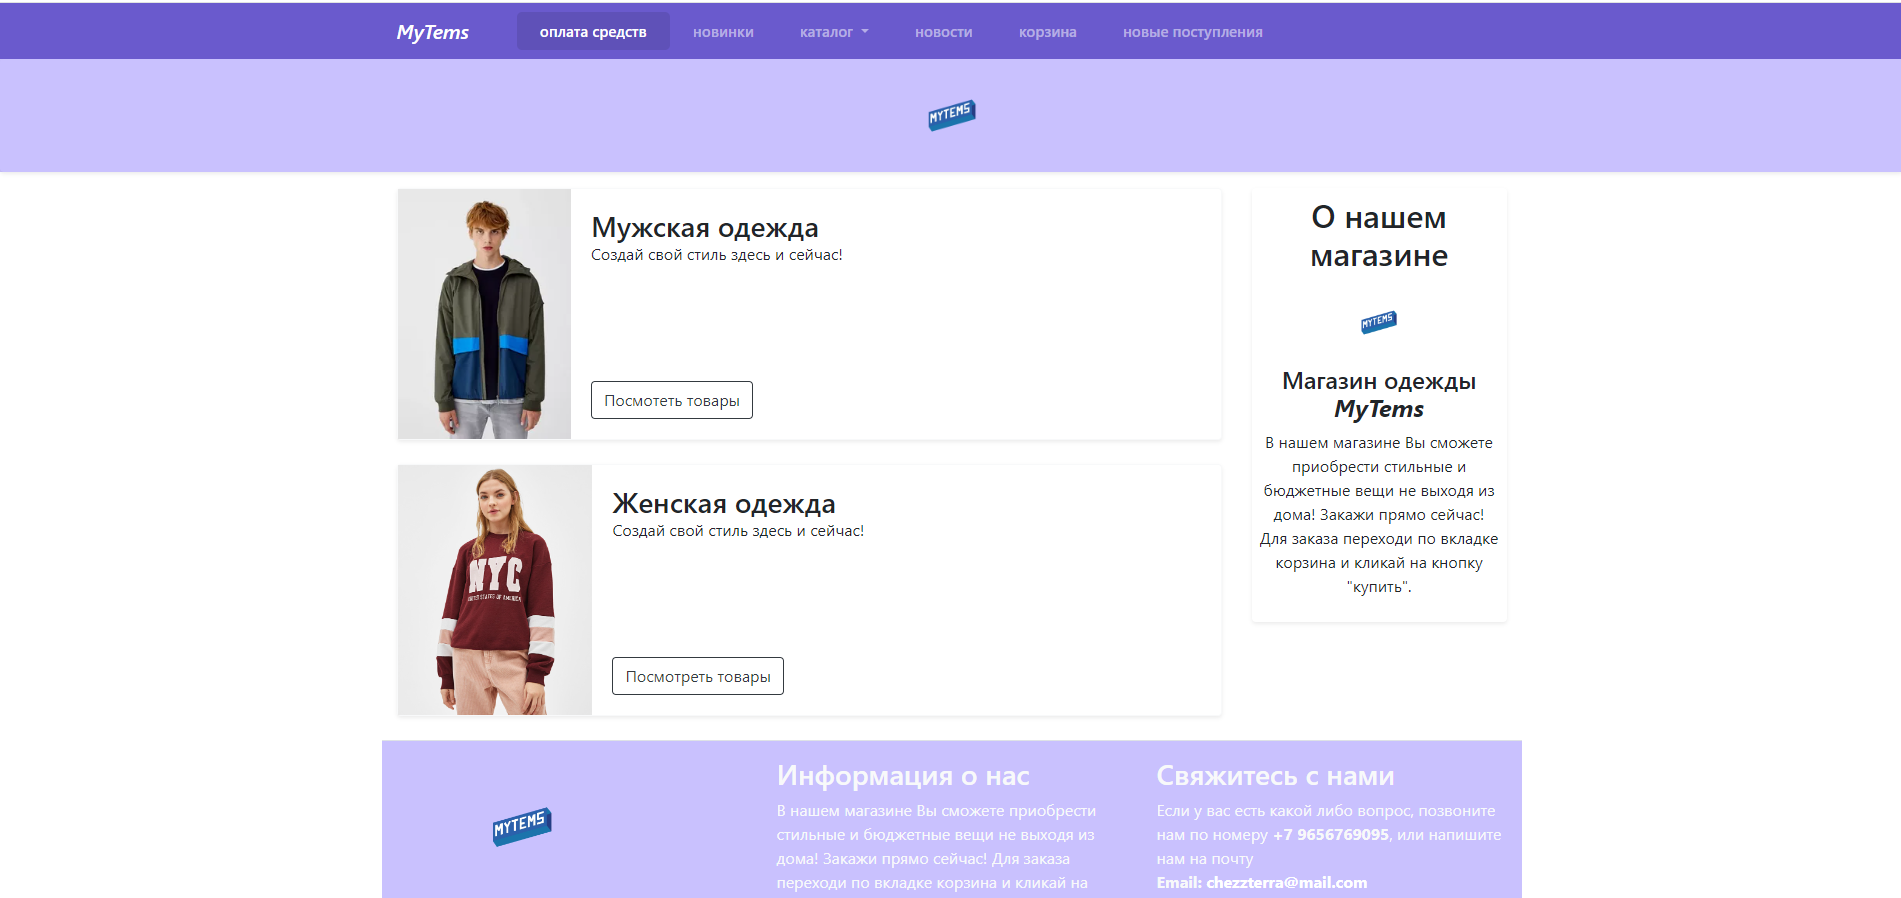 MyTems оплата средств новинки каталог новости корзина новые поступления
MYTEMS
Мужская одежда
Создай свой стиль здесь и сейчас!
Посмотеть товары
NYC
UNITED STATES OF AMERICA
Женская одежда
Создай свой стиль здесь и сейчас!
Посмотреть товары
О нашем
магазине
MYTEMS
Магазин одежды
MyTems
В нашем магазине Вы сможете
приобрести стильные и
бюджетные вещи не выходя из
дома! Закажи прямо сейчас!
Для заказа переходи по вкладке
корзина и кликай на кнопку
"купить".
MYTEMS
Информация о нас
В нашем магазине Вы сможете приобрести
стильные и бюджетные вещи не выходя из
дома! Закажи прямо сейчас! Для заказа
переходи по вкладке корзина и кликай на
Свяжитесь с нами
Если у вас есть какой либо вопрос, позвоните
нам по номеру +7 9656769095, или напишите
нам на почту
Email: chezzterra@mail.com